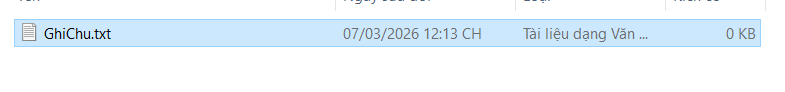 GhiChu.txt 07/03/2026 12:13 CH Tài liệu dạng Văn ... 0 KB